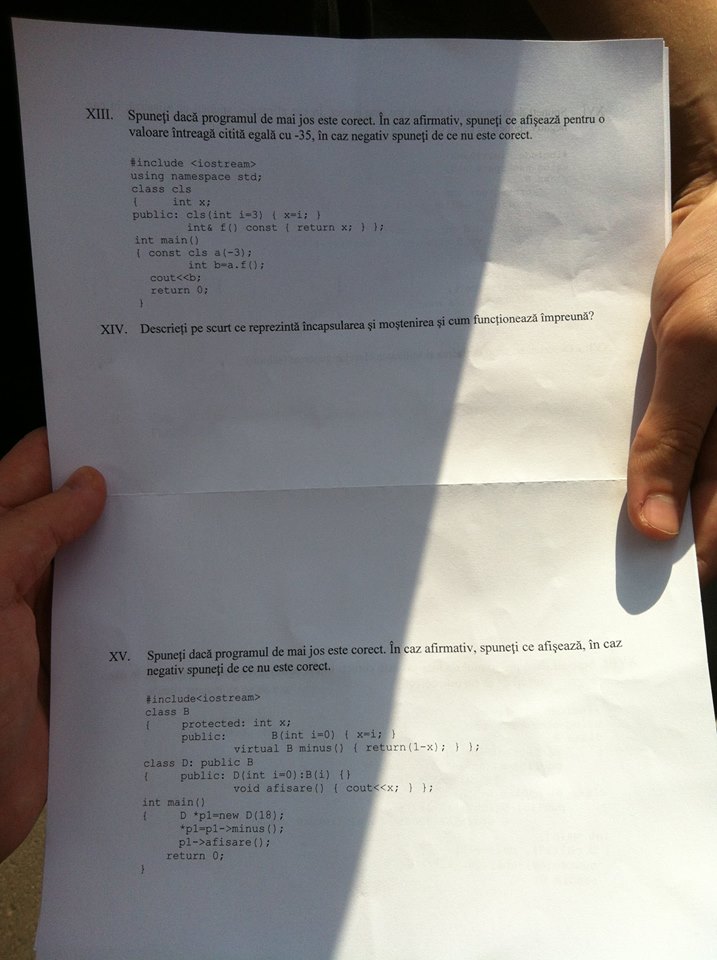 XIII. Spuneţi dacă programul de mai jos este corect. În caz afirmativ, spuneţi ce afişează pentru o
valoare întreagă citită egală cu -35, în caz negativ spuneţi de ce nu este corect.
#include <iostream>
using namespace std;
class cls
{ int x;
public: cls(int i=3) { x=i; }
int& f() const { return x; } };
int main()
{ const cls a(-3);
int b=a.f();
cout<<b;
return 0;
}
XIV. Descrieţi pe scurt ce reprezintă încapsularea şi moştenirea şi cum funcţionează împreună?
XV. Spuneţi dacă programul de mai jos este corect. În caz afirmativ, spuneţi ce afişează, în caz
negativ spuneţi de ce nu este corect.
#include<iostream>
class B
{ protected: int x;
public: B(int i=0) { x=i; }
virtual B minus() { return(1-x); } };
class D: public B
{ public: D(int i=0):B(i) {}
void afisare() { cout<<x; } };
int main()
{ D *p1=new D(18);
*p1=p1->minus();
p1->afisare();
return 0;
}